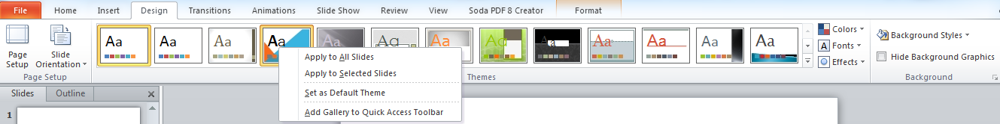 File Home Insert Design Transitions Animations Slide Show Review View Soda PDF 8 Creator Format
Aa Aa Aa Aa Aa Aa Aa Aa Aa Aa Aa Aa Aa
Page Setup
Slide Orientation
Page Setup
Apply to All Slides
Apply to Selected Slides
Set as Default Theme
Add Gallery to Quick Access Toolbar
Themes
Colors
Fonts
Effects
Background Styles
Hide Background Graphics
Background
Slides Outline
1